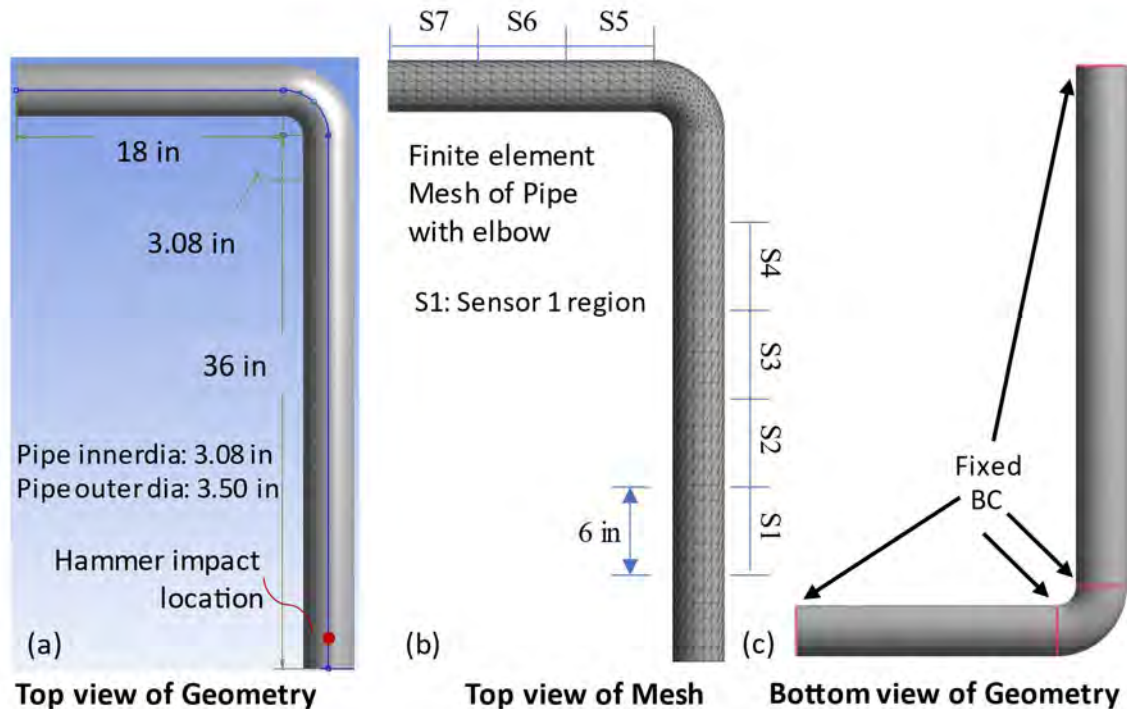 18 in
3.08 in
36 in
Pipe innerdia: 3.08 in
Pipe outer dia: 3.50 in
Hammer impact
location
(a)
Top view of Geometry
S7 S6 S5
Finite element
Mesh of Pipe
with elbow
S1: Sensor 1 region
S4
S3
S2
S1
6 in
(b)
Top view of Mesh
Fixed
BC
(c)
Bottom view of Geometry